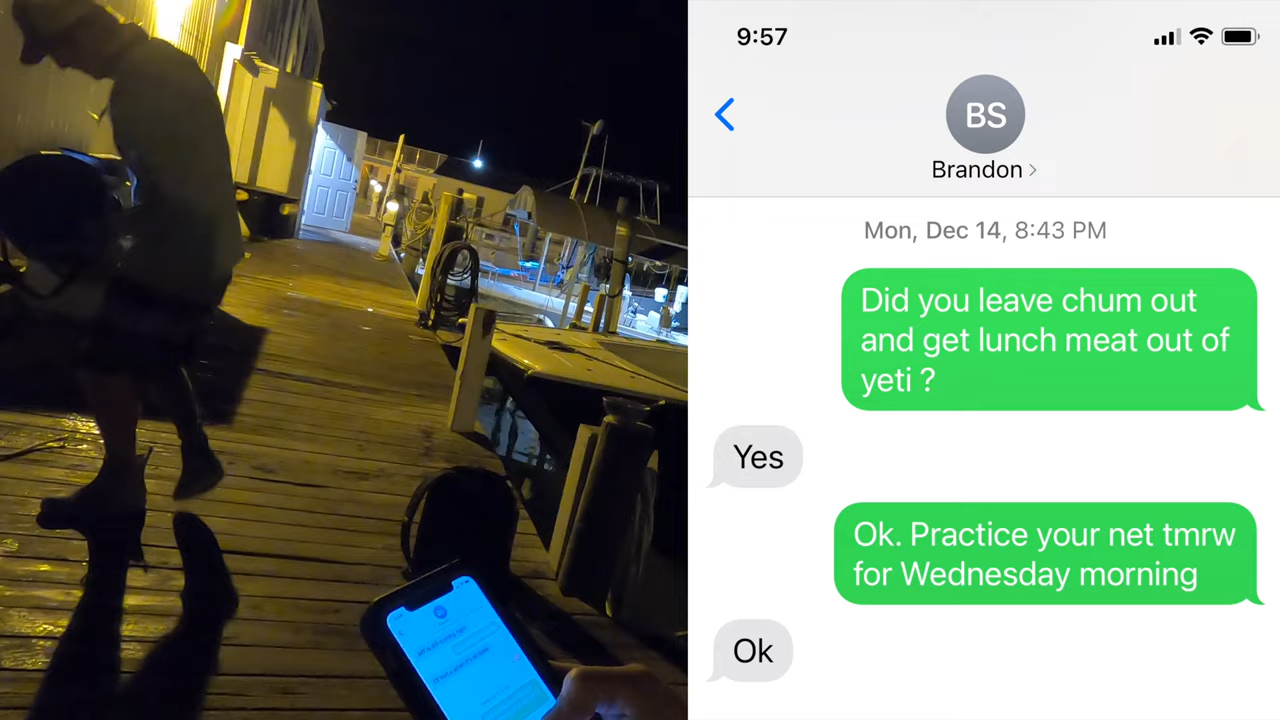 9:57
BS
Brandon >
Mon, Dec 14, 8:43 PM
Did you leave chum out
and get lunch meat out of
yeti ?
Yes
Ok. Practice your net tmrw
for Wednesday morning
Ok